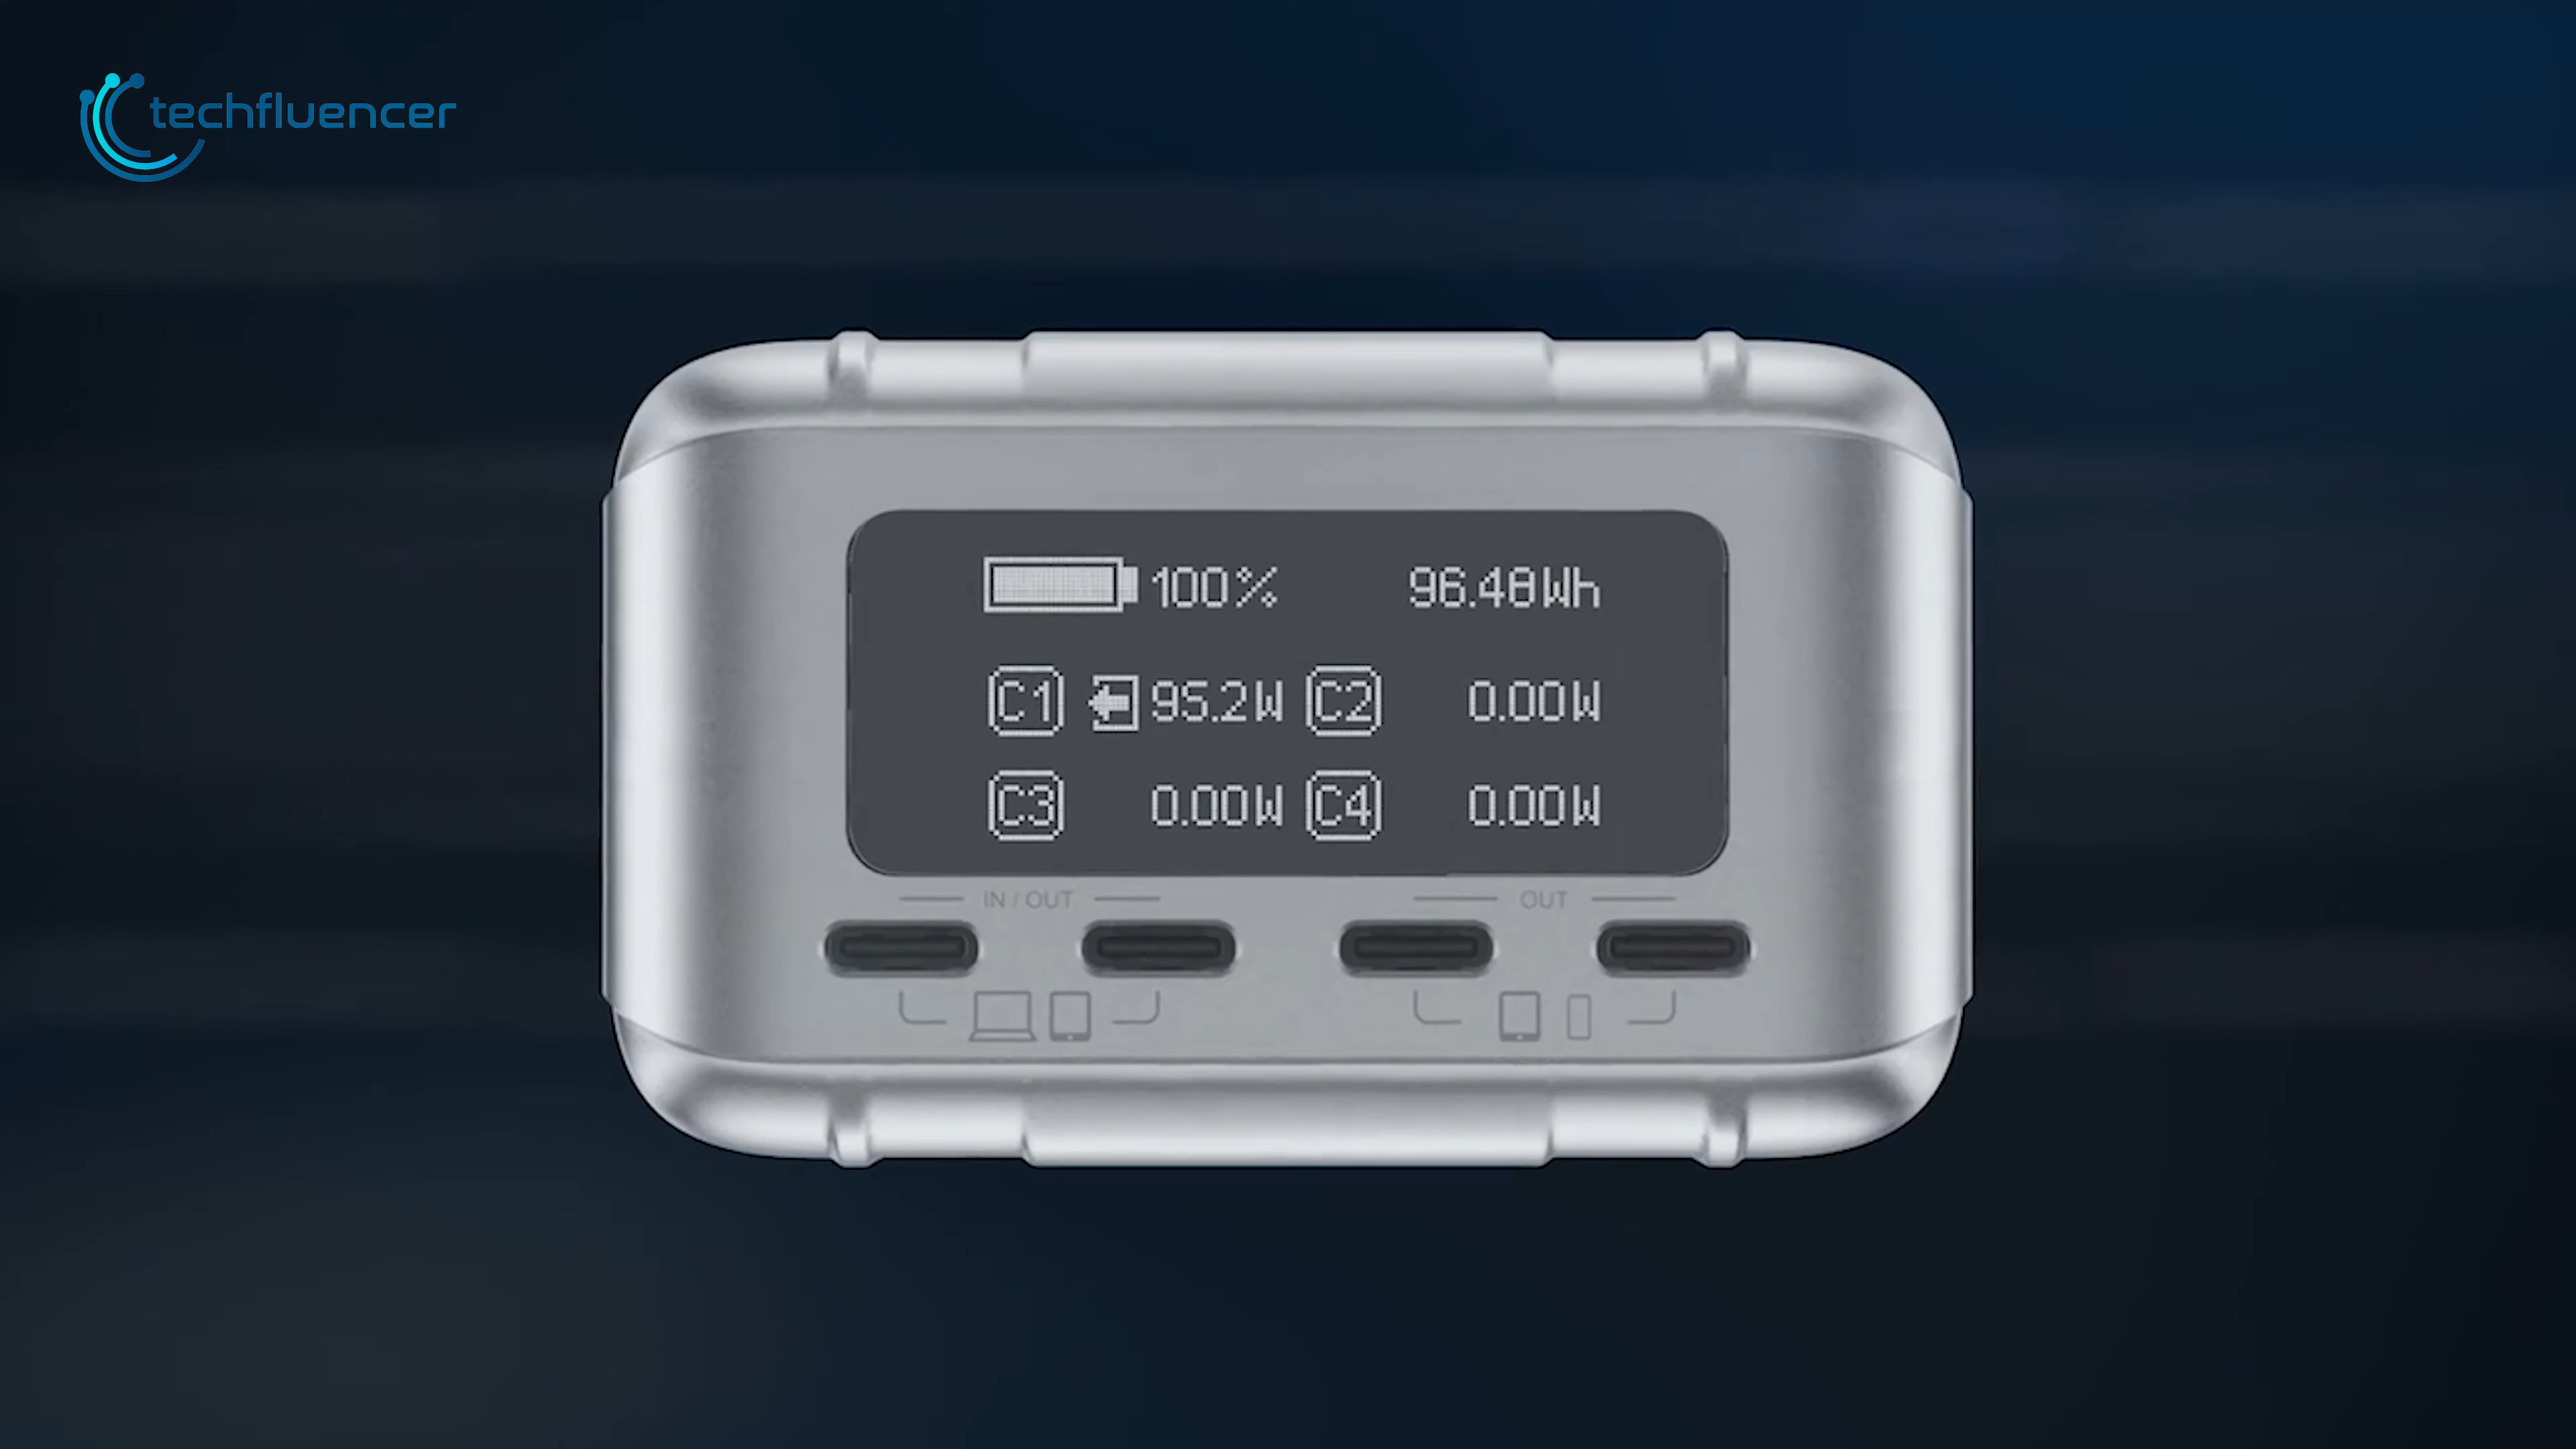 techfluencer
100% 96.48Wh
C1 95.2W C2 0.00W
C3 0.00W C4 0.00W
IN / OUT OUT